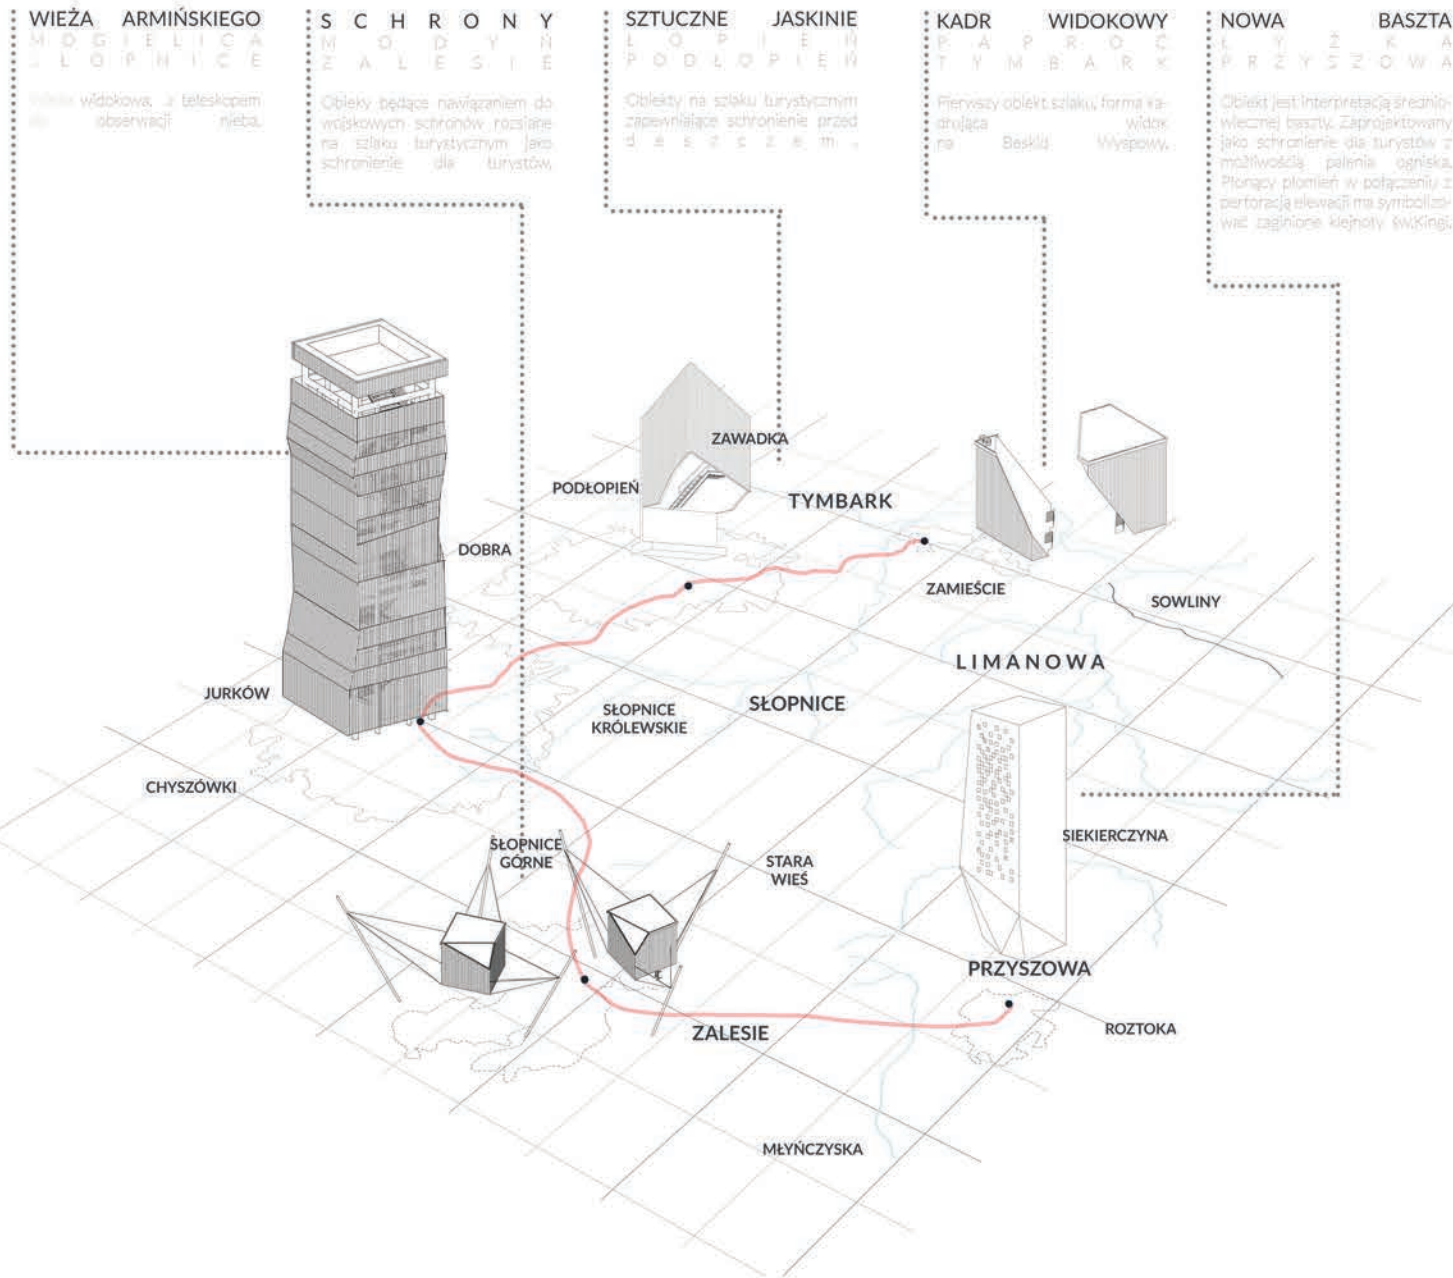 WIEŻA ARMIŃSKIEGO
MOGIELICA
SŁOPNICE
widokowa, z teleskopem
obserwacji nieba.
SCHRONY
MODYŃ
ZALESIE
Obieky będące nawiązaniem do
wojskowych schronów rozsiane
na szlaku turystycznym jako
schronienie dla turystów.
SZTUCZNE JASKINIE
ŁOPIEŃ
PODŁOPIEŃ
Obiekty na szlaku turystycznym
zapewniające schronienie przed
deszczem.
KADR WIDOKOWY
PAPROĆ
TYMBARK
Pierwszy obiekt szlaku, forma ka-
drująca widok
na Beskid Wyspowy.
NOWA BASZTA
ŁYŻKA
PRZYSZOWA
Obiekt jest interpretacją średnio-
wiecznej baszty. Zaprojektowany
jako schronienie dla turystów z
możliwością palenia ogniska.
Płonący płomień w połączeniu z
perforacją elewacji ma symbolizo-
wać zaginione klejnoty św.Kingi.
ZAWADKA
PODŁOPIEŃ
TYMBARK
DOBRA
ZAMIEŚCIE
SOWLINY
LIMANOWA
JURKÓW
SŁOPNICE
KRÓLEWSKIE
SŁOPNICE
CHYSZÓWKI
SIEKIERCZYNA
SŁOPNICE
GÓRNE
STARA
WIEŚ
PRZYSZOWA
ROZTOKA
ZALESIE
MŁYŃCZYSKA